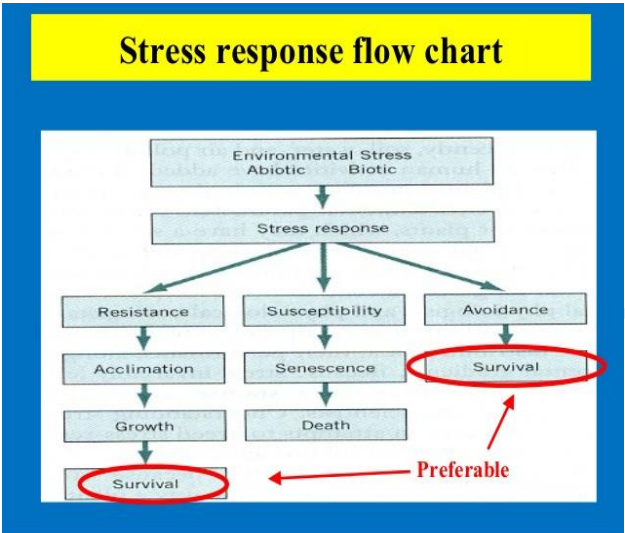 Stress response flow chart
Environmental Stress
Abiotic Biotic
Stress response
Resistance Susceptibility Avoidance
Acclimation Senescence Survival
Growth Death
Survival
Preferable